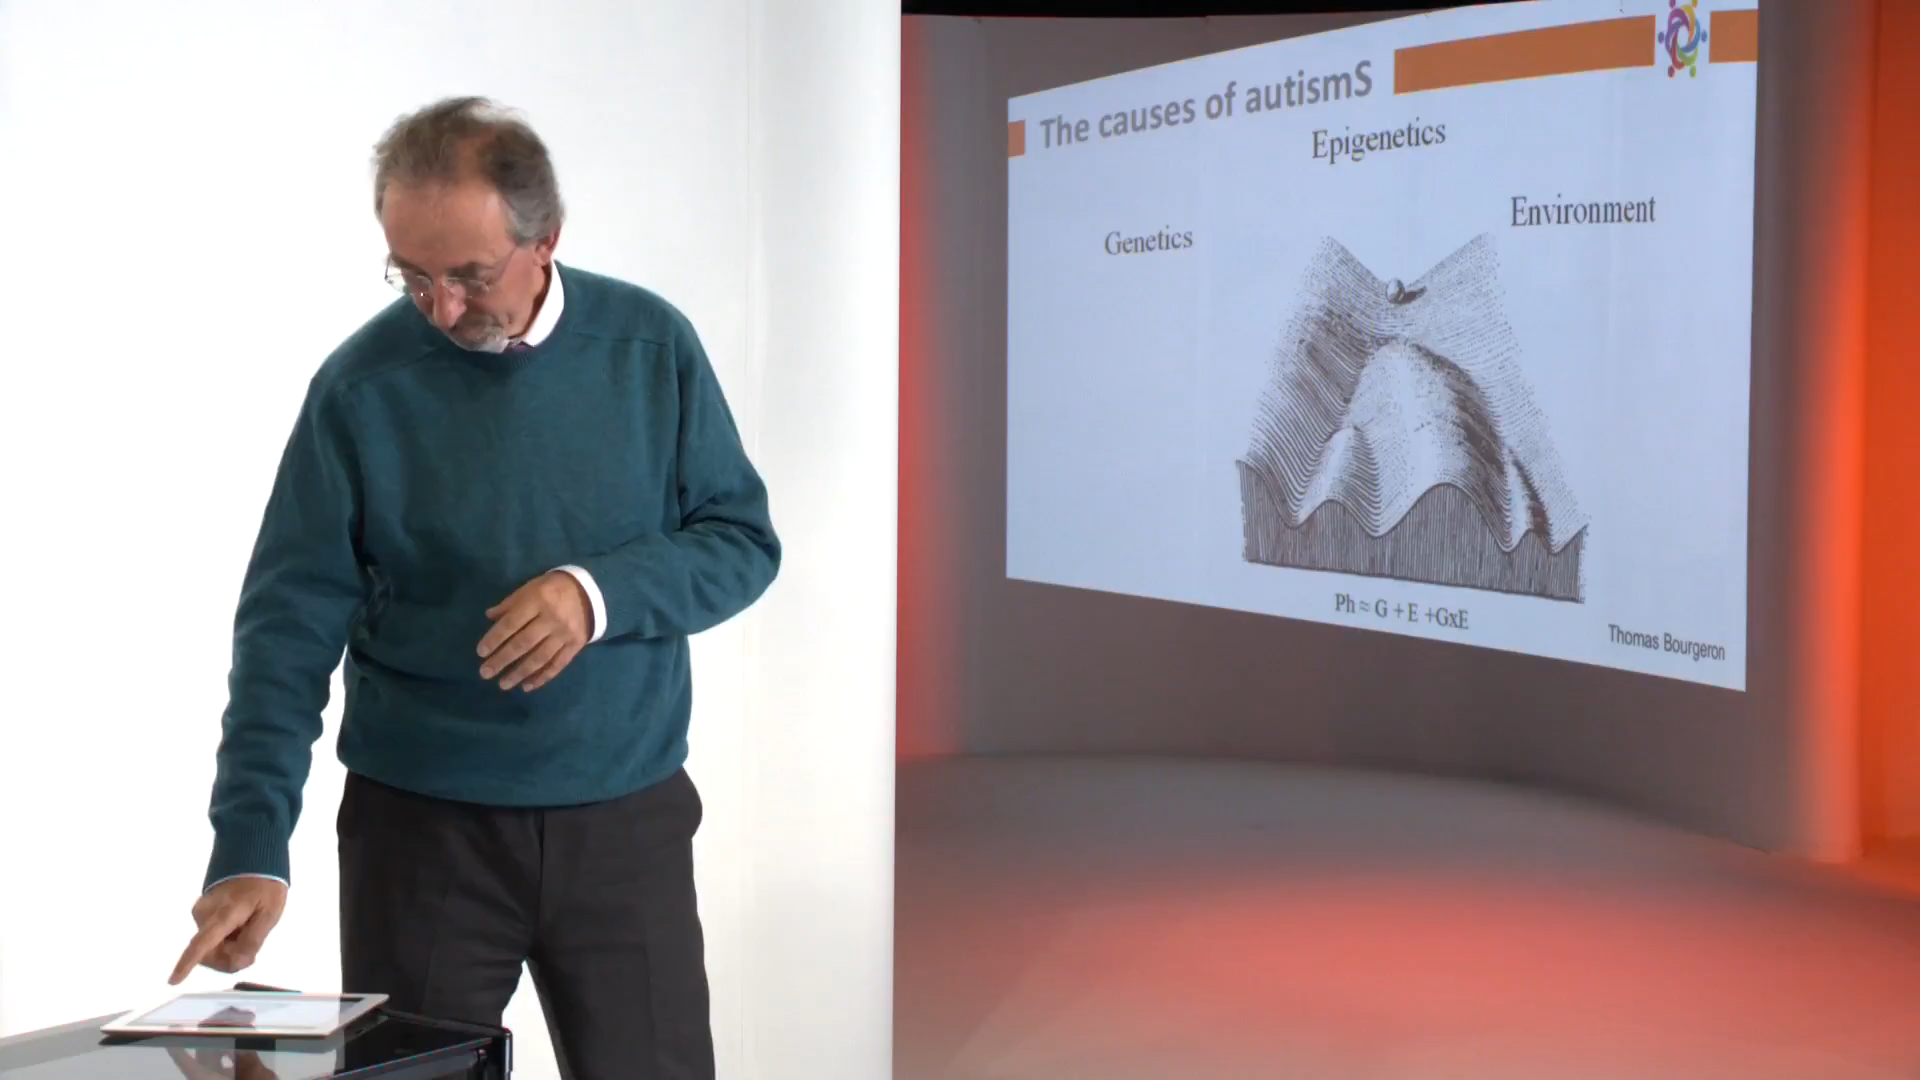 The causes of autismS
Epigenetics
Environment
Genetics
Ph ≈ G + E +GxE
Thomas Bourgeron